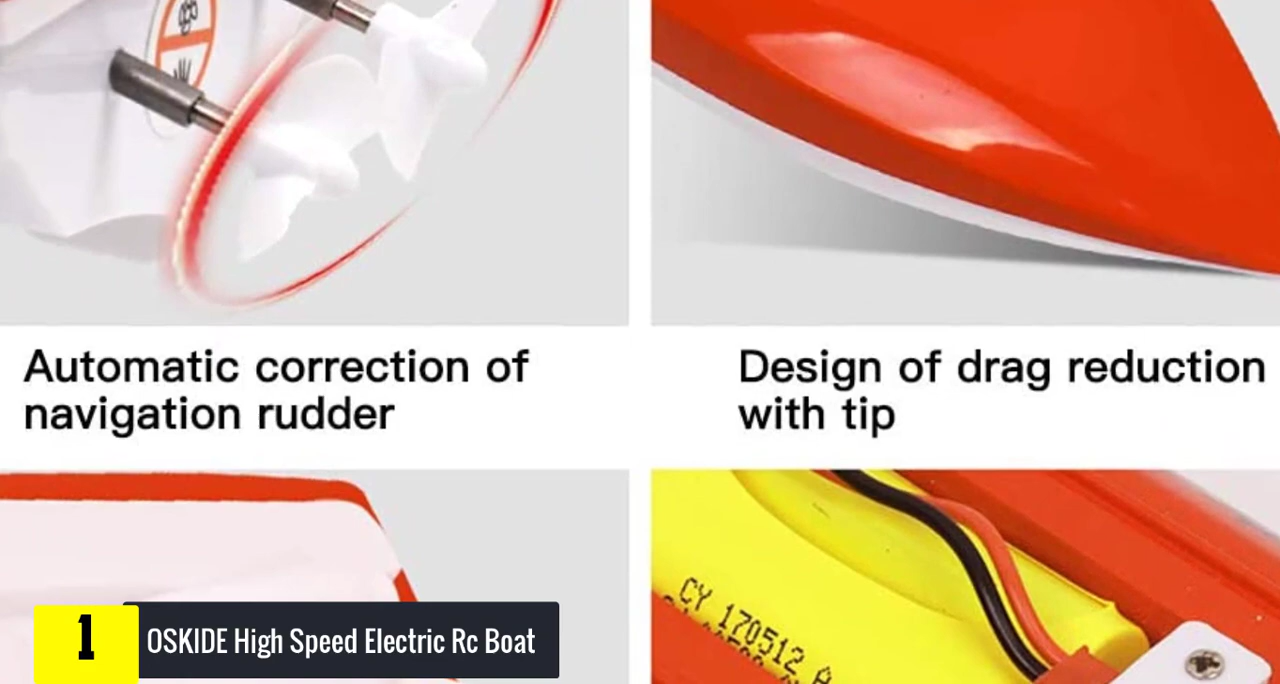 Automatic correction of
navigation rudder
Design of drag reduction
with tip
CY 170512 A
1
OSKIDE High Speed Electric Rc Boat